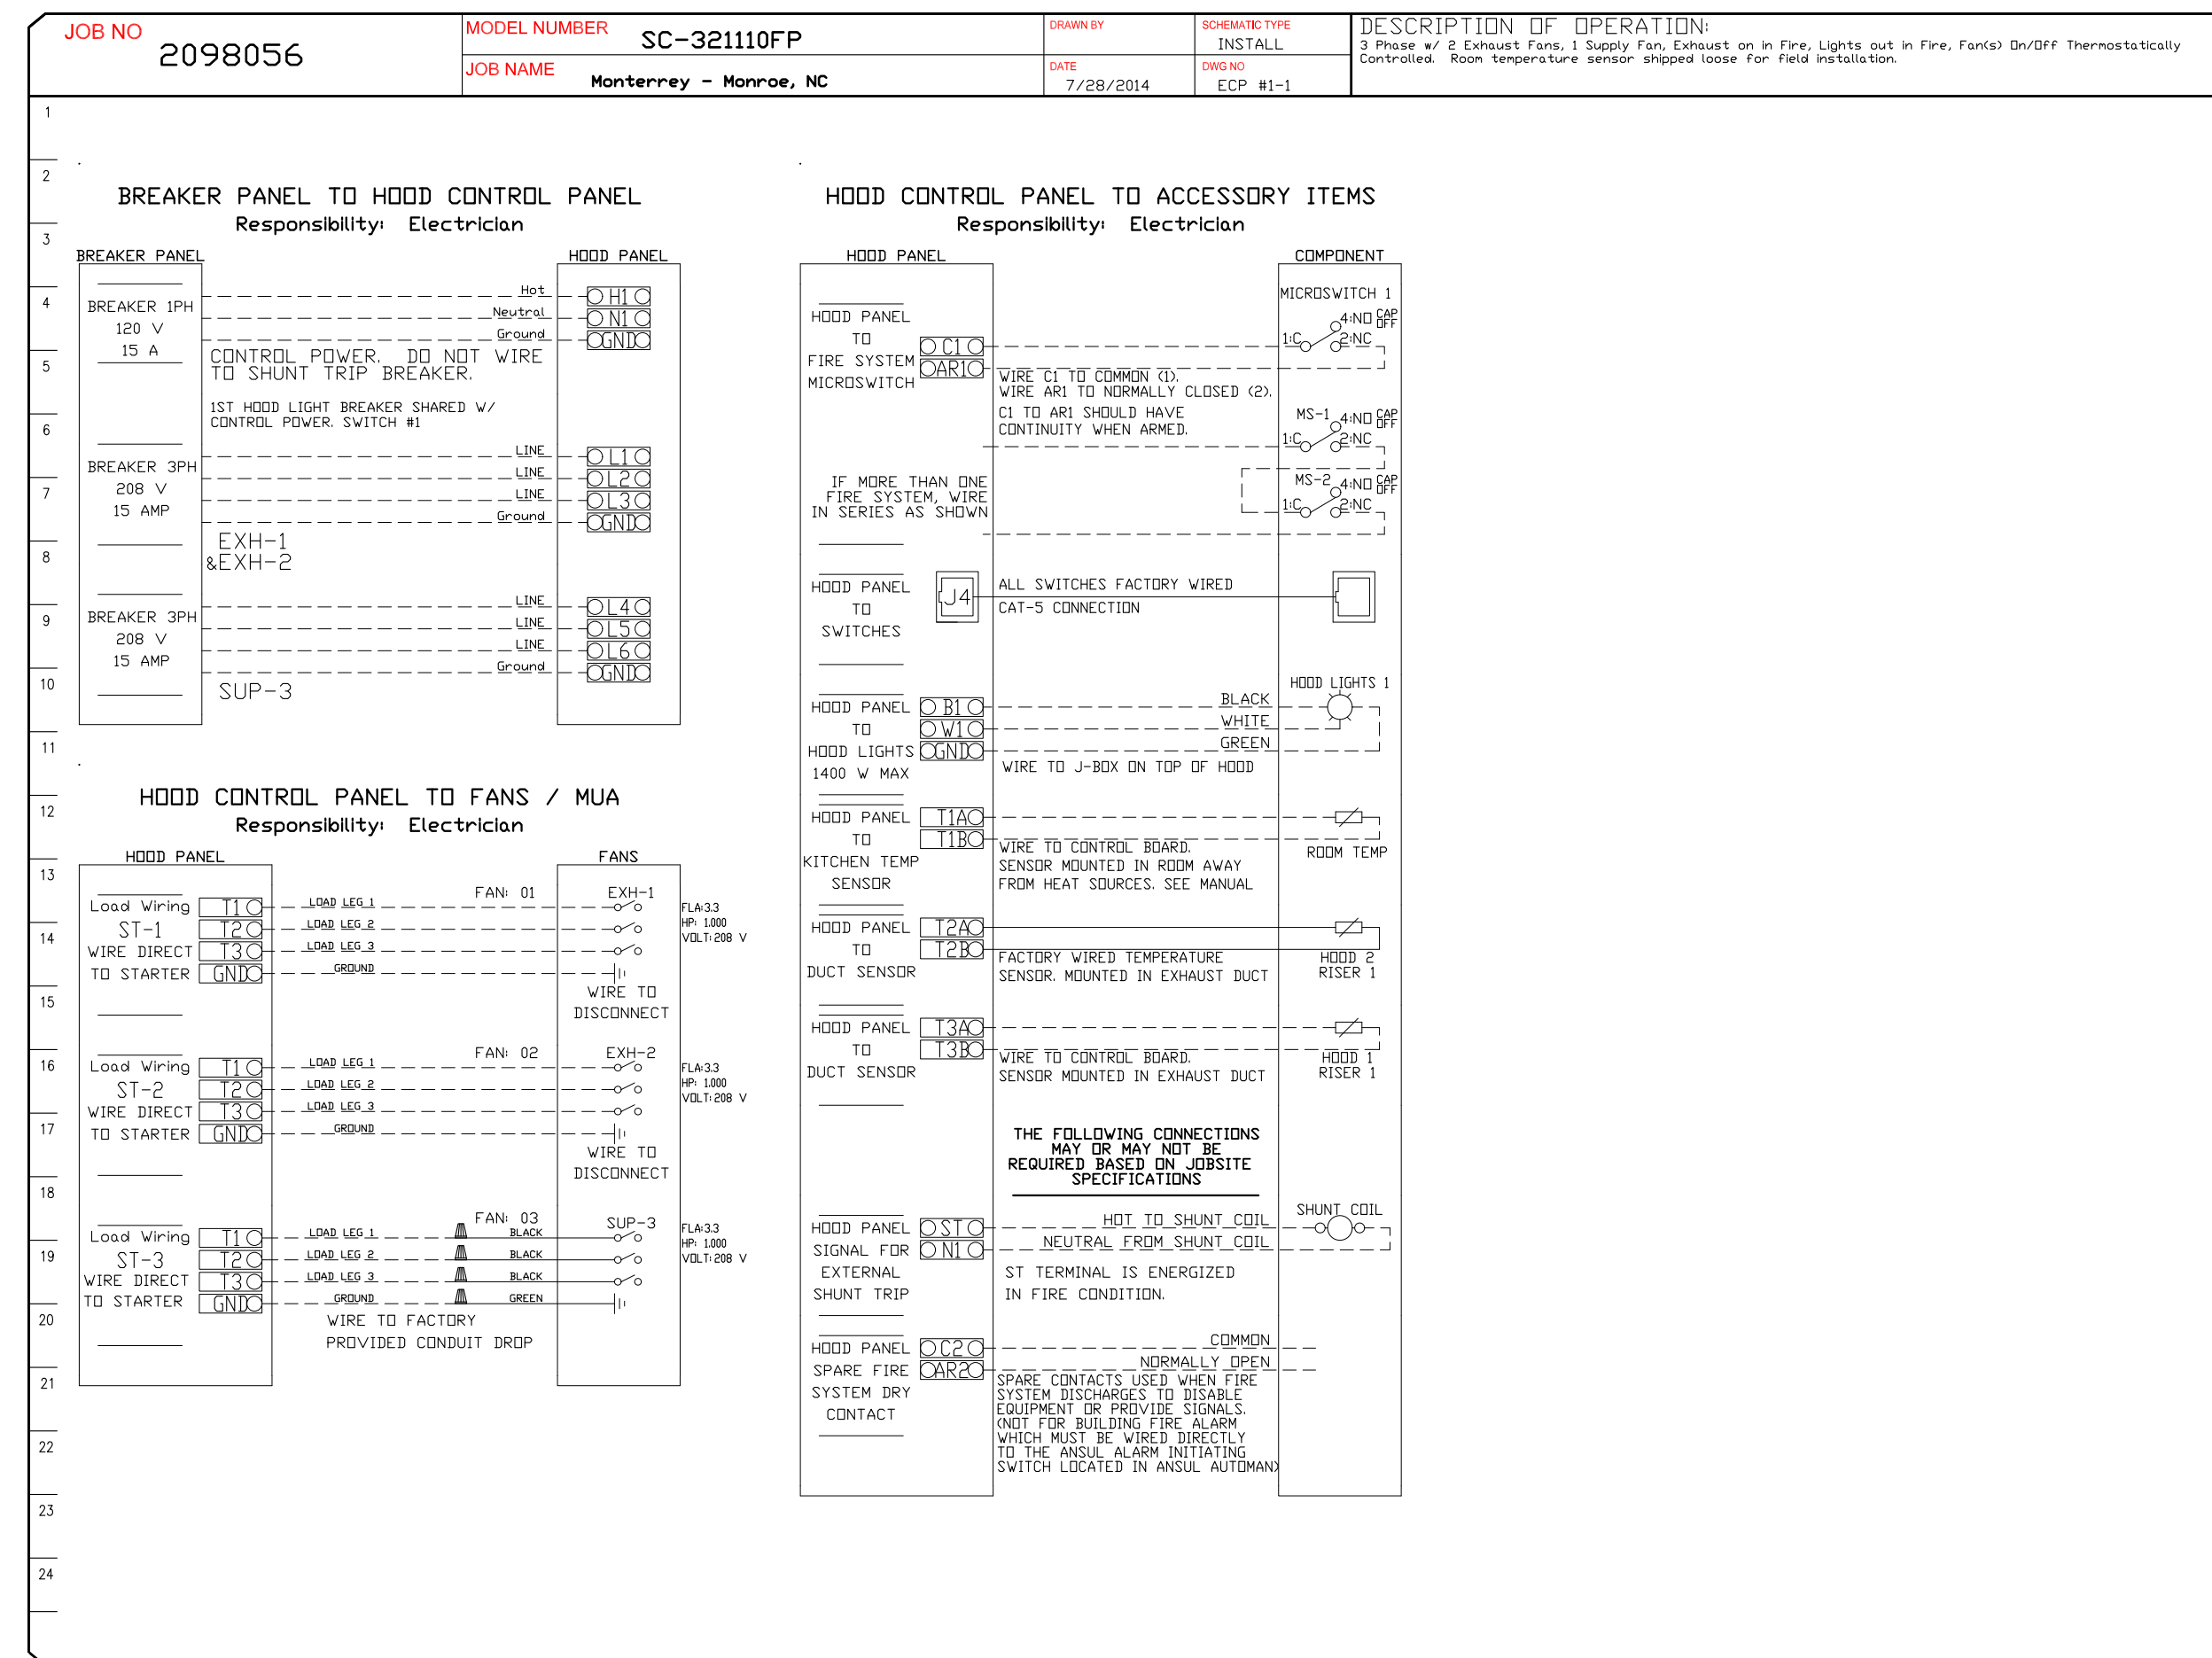 JOB NO
2098056
MODEL NUMBER
SC-321110FP
JOB NAME
Monterrey - Monroe, NC
DRAWN BY
SCHEMATIC TYPE
INSTALL
DATE
7/28/2014
DWG NO
ECP #1-1
DESCRIPTION OF OPERATION:
3 Phase w/ 2 Exhaust Fans, 1 Supply Fan, Exhaust on in Fire, Lights out in Fire, Fan(s) On/Off Thermostatically
Controlled. Room temperature sensor shipped loose for field installation.
1
2
3
4
5
6
7
8
9
10
11
12
13
14
15
16
17
18
19
20
21
22
23
24
BREAKER PANEL TO HOOD CONTROL PANEL
Responsibility: Electrician
BREAKER PANEL
HOOD PANEL
BREAKER 1PH
120 V
15 A
Hot
H1
Neutral
N1
Ground
GND
CONTROL POWER. DO NOT WIRE
TO SHUNT TRIP BREAKER.
1ST HOOD LIGHT BREAKER SHARED W/
CONTROL POWER. SWITCH #1
BREAKER 3PH
208 V
15 AMP
LINE
L1
LINE
L2
LINE
L3
Ground
GND
EXH-1
&EXH-2
BREAKER 3PH
208 V
15 AMP
LINE
L4
LINE
L5
LINE
L6
Ground
GND
SUP-3
HOOD CONTROL PANEL TO FANS / MUA
Responsibility: Electrician
HOOD PANEL
FANS
Load Wiring
ST-1
WIRE DIRECT
TO STARTER
T1
T2
T3
GND
LOAD LEG 1
LOAD LEG 2
LOAD LEG 3
GROUND
FAN: 01
EXH-1
WIRE TO
DISCONNECT
FLA:3.3
HP: 1.000
VOLT:208 V
Load Wiring
ST-2
WIRE DIRECT
TO STARTER
T1
T2
T3
GND
LOAD LEG 1
LOAD LEG 2
LOAD LEG 3
GROUND
FAN: 02
EXH-2
WIRE TO
DISCONNECT
FLA:3.3
HP: 1.000
VOLT:208 V
Load Wiring
ST-3
WIRE DIRECT
TO STARTER
T1
T2
T3
GND
LOAD LEG 1
LOAD LEG 2
LOAD LEG 3
GROUND
FAN: 03
BLACK
BLACK
BLACK
GREEN
SUP-3
WIRE TO FACTORY
PROVIDED CONDUIT DROP
FLA:3.3
HP: 1.000
VOLT:208 V
HOOD CONTROL PANEL TO ACCESSORY ITEMS
Responsibility: Electrician
HOOD PANEL
COMPONENT
HOOD PANEL
TO
FIRE SYSTEM
MICROSWITCH
C1
AR1
WIRE C1 TO COMMON (1).
WIRE AR1 TO NORMALLY CLOSED (2).
C1 TO AR1 SHOULD HAVE
CONTINUITY WHEN ARMED.
MICROSWITCH 1
4:NO CAP OFF
1:C
2:NC
MS-1
4:NO CAP OFF
1:C
2:NC
IF MORE THAN ONE
FIRE SYSTEM, WIRE
IN SERIES AS SHOWN
MS-2
4:NO CAP OFF
1:C
2:NC
HOOD PANEL
TO
SWITCHES
J4
ALL SWITCHES FACTORY WIRED
CAT-5 CONNECTION
HOOD PANEL
TO
HOOD LIGHTS
1400 W MAX
B1
W1
GND
BLACK
WHITE
GREEN
WIRE TO J-BOX ON TOP OF HOOD
HOOD LIGHTS 1
HOOD PANEL
TO
KITCHEN TEMP
SENSOR
T1A
T1B
WIRE TO CONTROL BOARD.
SENSOR MOUNTED IN ROOM AWAY
FROM HEAT SOURCES. SEE MANUAL
ROOM TEMP
HOOD PANEL
TO
DUCT SENSOR
T2A
T2B
FACTORY WIRED TEMPERATURE
SENSOR. MOUNTED IN EXHAUST DUCT
HOOD 2
RISER 1
HOOD PANEL
TO
DUCT SENSOR
T3A
T3B
WIRE TO CONTROL BOARD.
SENSOR MOUNTED IN EXHAUST DUCT
HOOD 1
RISER 1
THE FOLLOWING CONNECTIONS
MAY OR MAY NOT BE
REQUIRED BASED ON JOBSITE
SPECIFICATIONS
HOOD PANEL
SIGNAL FOR
EXTERNAL
SHUNT TRIP
ST
N1
HOT TO SHUNT COIL
NEUTRAL FROM SHUNT COIL
ST TERMINAL IS ENERGIZED
IN FIRE CONDITION.
SHUNT COIL
HOOD PANEL
SPARE FIRE
SYSTEM DRY
CONTACT
C2
AR2
COMMON
NORMALLY OPEN
SPARE CONTACTS USED WHEN FIRE
SYSTEM DISCHARGES TO DISABLE
EQUIPMENT OR PROVIDE SIGNALS.
(NOT FOR BUILDING FIRE ALARM
WHICH MUST BE WIRED DIRECTLY
TO THE ANSUL ALARM INITIATING
SWITCH LOCATED IN ANSUL AUTOMAN)